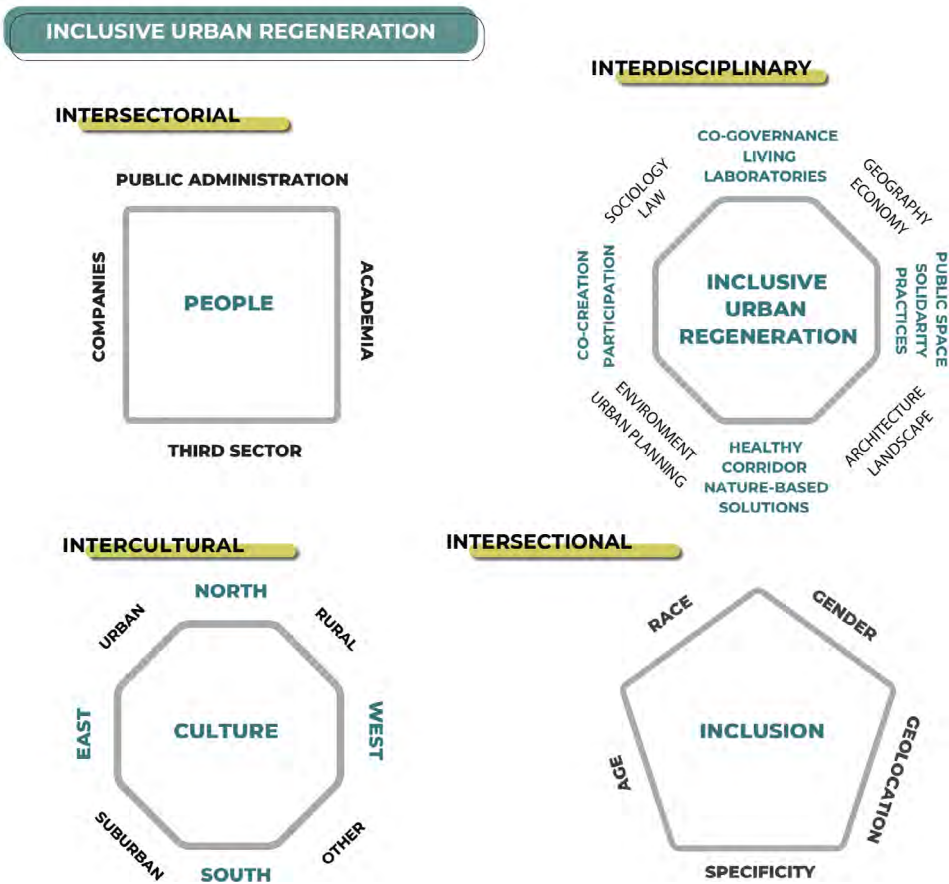 INCLUSIVE URBAN REGENERATION
INTERSECTORIAL
PUBLIC ADMINISTRATION
COMPANIES
PEOPLE
ACADEMIA
THIRD SECTOR
INTERDISCIPLINARY
CO-GOVERNANCE
LIVING
LABORATORIES
SOCIOLOGY
LAW
GEOGRAPHY
ECONOMY
CO-CREATION
PARTICIPATION
INCLUSIVE
URBAN
REGENERATION
PUBLIC SPACE
SOLIDARITY
PRACTICES
ENVIRONMENT
URBAN PLANNING
HEALTHY
CORRIDOR
NATURE-BASED
SOLUTIONS
ARCHITECTURE
LANDSCAPE
INTERCULTURAL
NORTH
URBAN
RURAL
EAST
CULTURE
WEST
SUBURBAN
OTHER
SOUTH
INTERSECTIONAL
RACE
GENDER
INCLUSION
AGE
GEOLOCATION
SPECIFICITY